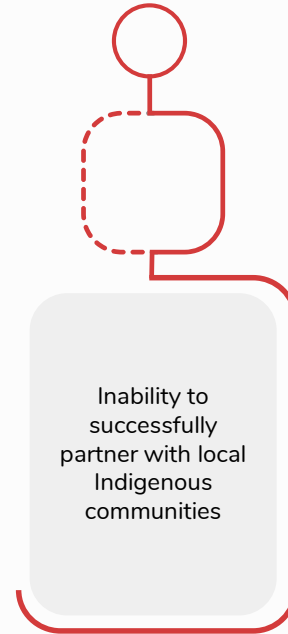 Inability to
successfully
partner with local
Indigenous
communities